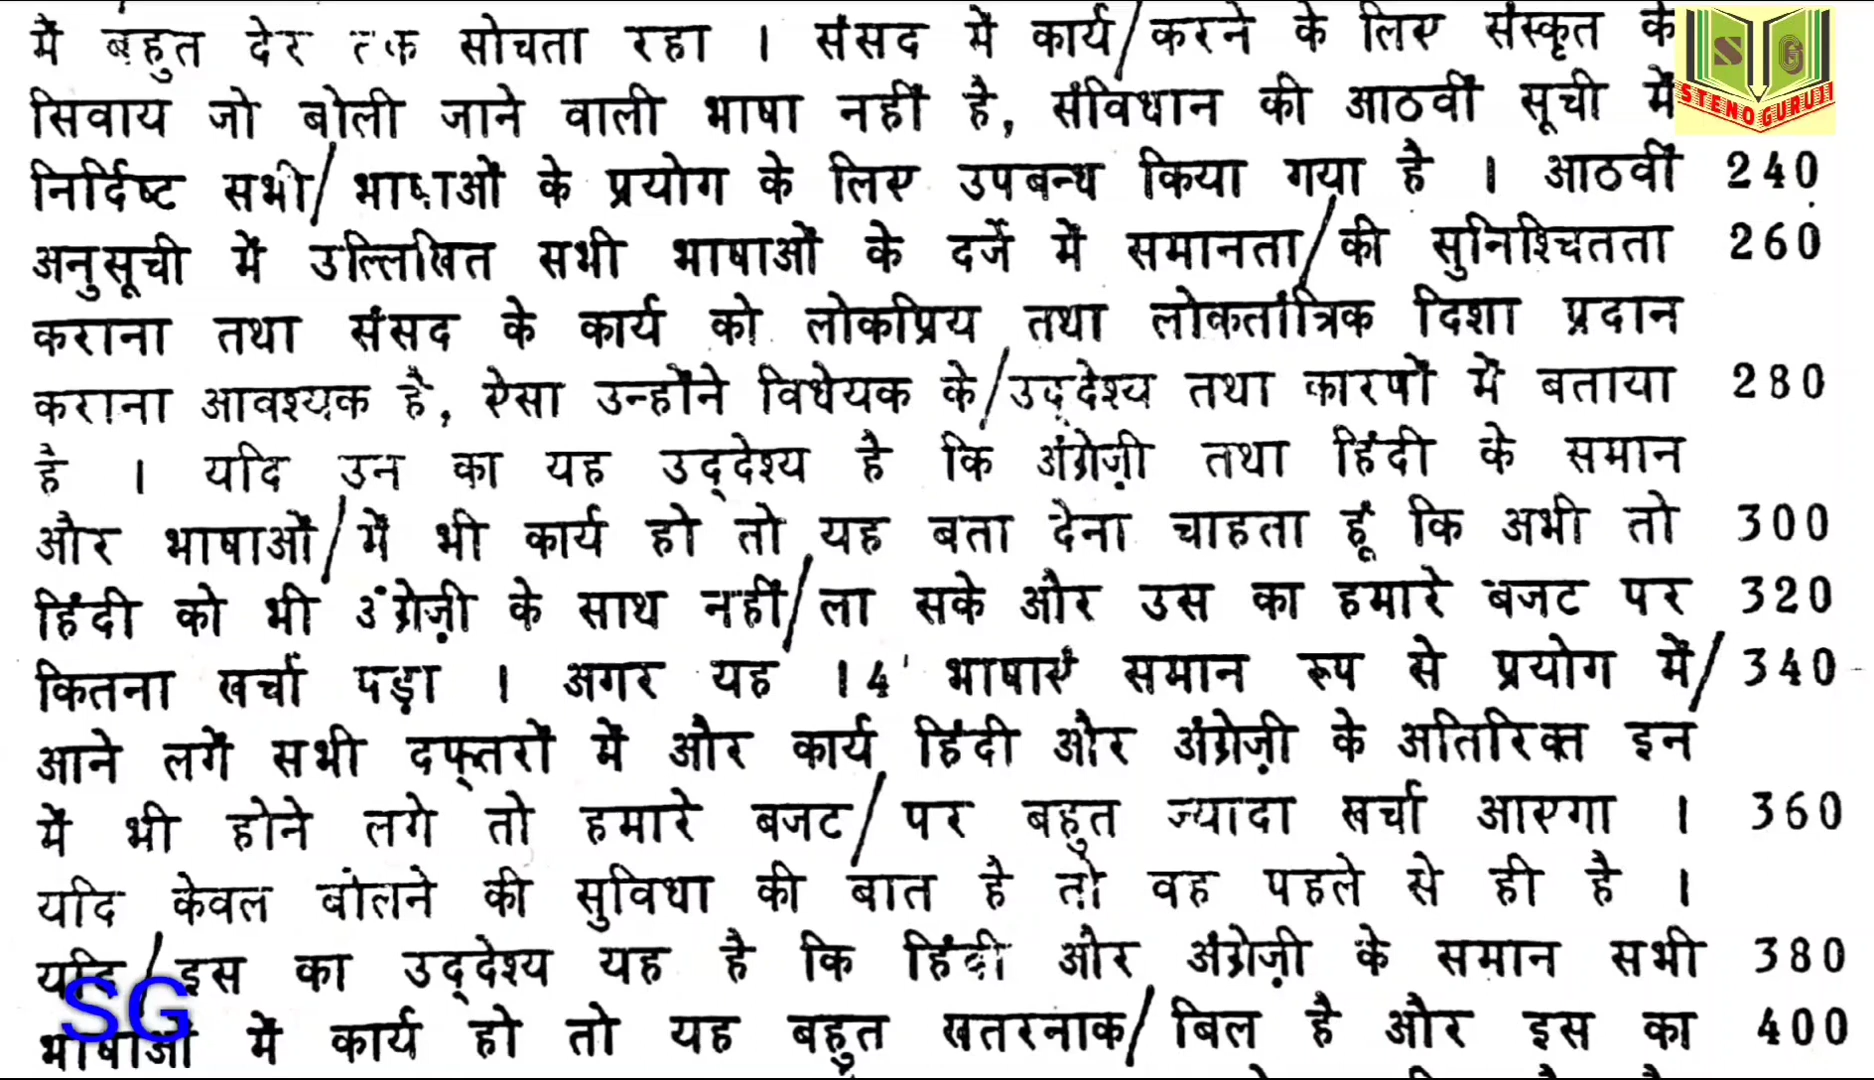 में बहुत देर तक सोचता रहा । संसद में कार्य/करने के लिए संस्कृत के
सिवाय जो बोली जाने वाली भाषा नहीं है, संविधान की आठवीं सूची में
निर्दिष्ट सभी/भाषाओं के प्रयोग के लिए उपबन्ध किया गया है । आठवीं 240
अनुसूची में उल्लिखित सभी भाषाओं के दर्जे में समानता/की सुनिश्चितता 260
कराना तथा संसद के कार्य को लोकप्रिय तथा लोकतांत्रिक दिशा प्रदान
कराना आवश्यक है, ऐसा उन्होंने विधेयक के/उद्देश्य तथा कारणों में बताया 280
है । यदि उन का यह उद्देश्य है कि अंग्रेज़ी तथा हिंदी के समान
और भाषाओं/में भी कार्य हो तो यह बता देना चाहता हूं कि अभी तो 300
हिंदी को भी अंग्रेज़ी के साथ नहीं/ला सके और उस का हमारे बजट पर 320
कितना खर्चा पड़ा । अगर यह 14 भाषाएं समान रूप से प्रयोग में/ 340
आने लगें सभी दफ्तरों में और कार्य हिंदी और अंग्रेज़ी के अतिरिक्त इन
में भी होने लगे तो हमारे बजट/पर बहुत ज्यादा खर्चा आएगा । 360
यदि केवल बोलने की सुविधा की बात है तो वह पहले से ही है ।
यदि/इस का उद्देश्य यह है कि हिंदी और अंग्रेज़ी के समान सभी 380
भाषाओं में कार्य हो तो यह बहुत खतरनाक/बिल है और इस का 400
SG
STENO GURUJI
SG